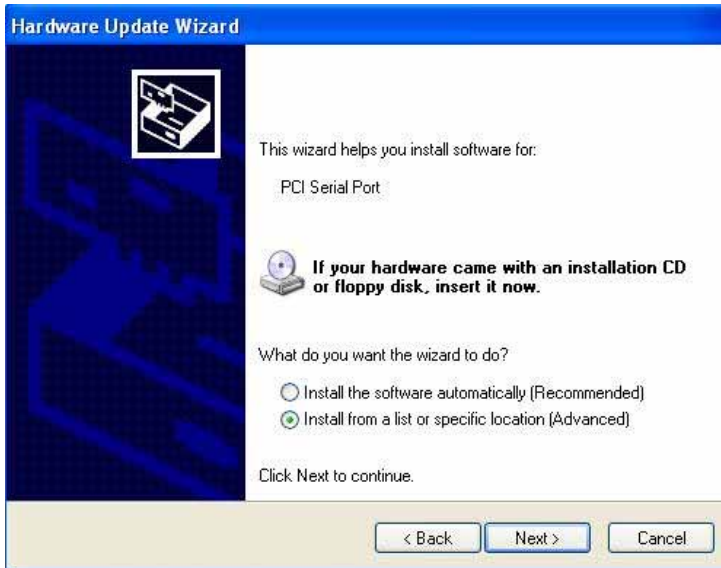 Hardware Update Wizard
This wizard helps you install software for:
PCI Serial Port
If your hardware came with an installation CD
or floppy disk, insert it now.
What do you want the wizard to do?
Install the software automatically (Recommended)
Install from a list or specific location (Advanced)
Click Next to continue.
< Back Next > Cancel